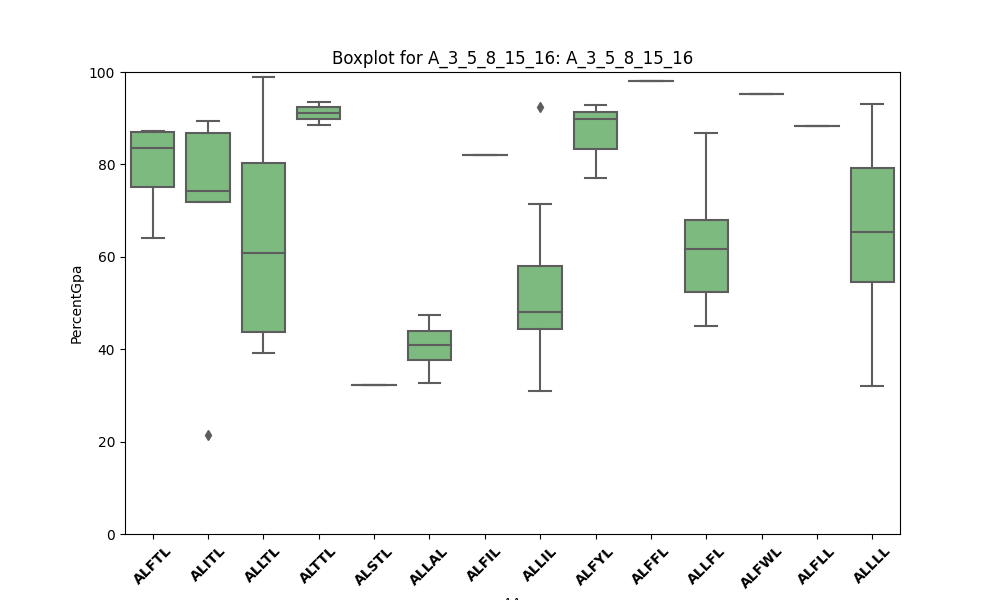 Boxplot for A_3_5_8_15_16: A_3_5_8_15_16
100
80
60
40
20
0
PercentGpa
ALFTL
ALITL
ALLTL
ALTTL
ALSTL
ALLAL
ALFIL
ALLIL
ALFYL
ALFFL
ALLFL
ALFWL
ALFLL
ALLLL